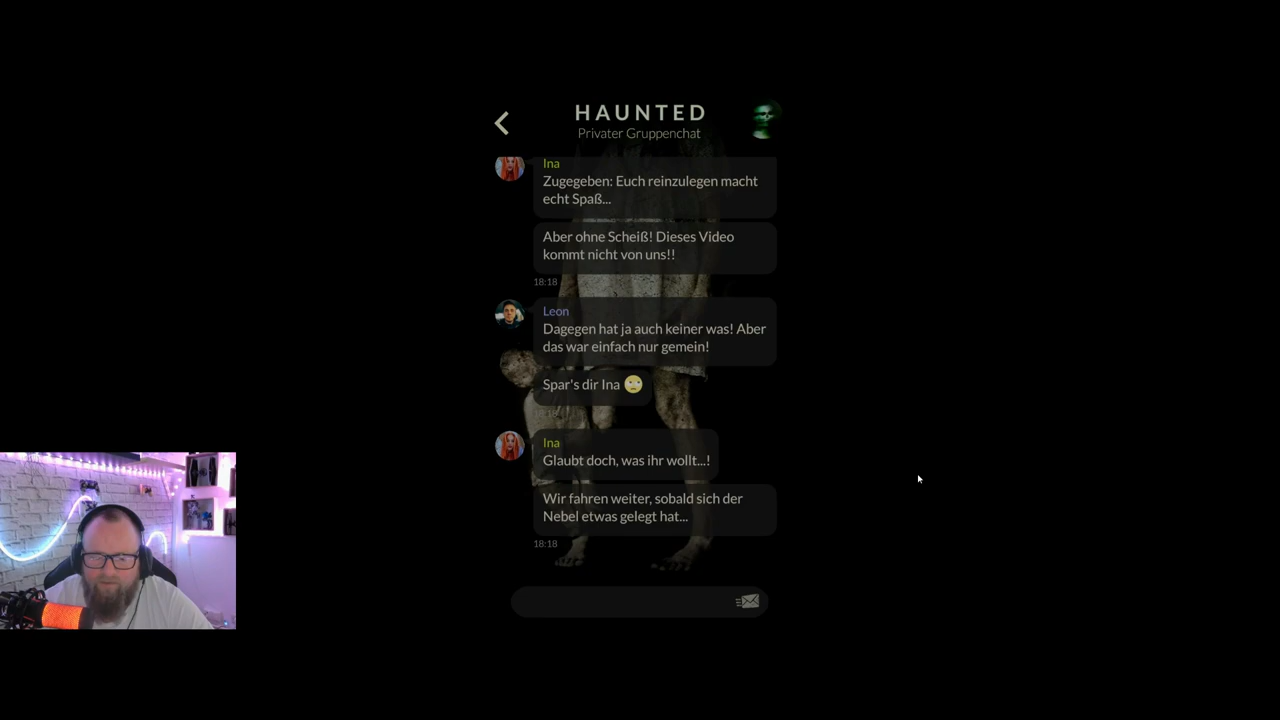 HAUNTED
Privater Gruppenchat
Ina
Zugegeben: Euch reinzulegen macht
echt Spaß...
Aber ohne Scheiß! Dieses Video
kommt nicht von uns!!
18:18
Leon
Dagegen hat ja auch keiner was! Aber
das war einfach nur gemein!
Spar's dir Ina 🙄
18:18
Ina
Glaubt doch, was ihr wollt...!
Wir fahren weiter, sobald sich der
Nebel etwas gelegt hat...
18:18